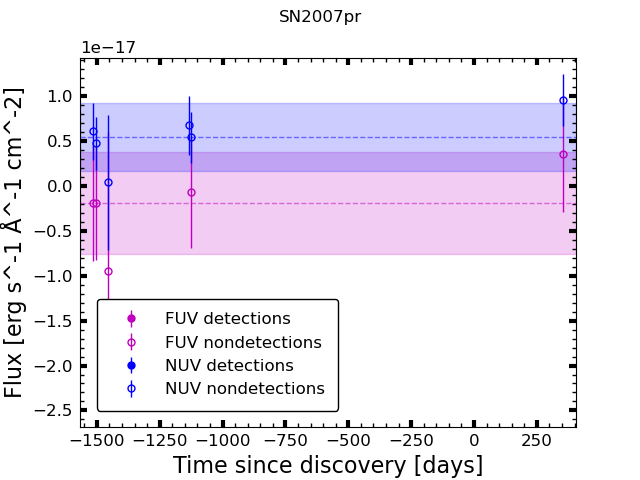 SN2007pr
1e−17
Flux [erg s^-1 Å^-1 cm^-2]
1.0
0.5
0.0
−0.5
−1.0
−1.5
−2.0
−2.5
FUV detections
FUV nondetections
NUV detections
NUV nondetections
−1500 −1250 −1000 −750 −500 −250 0 250
Time since discovery [days]